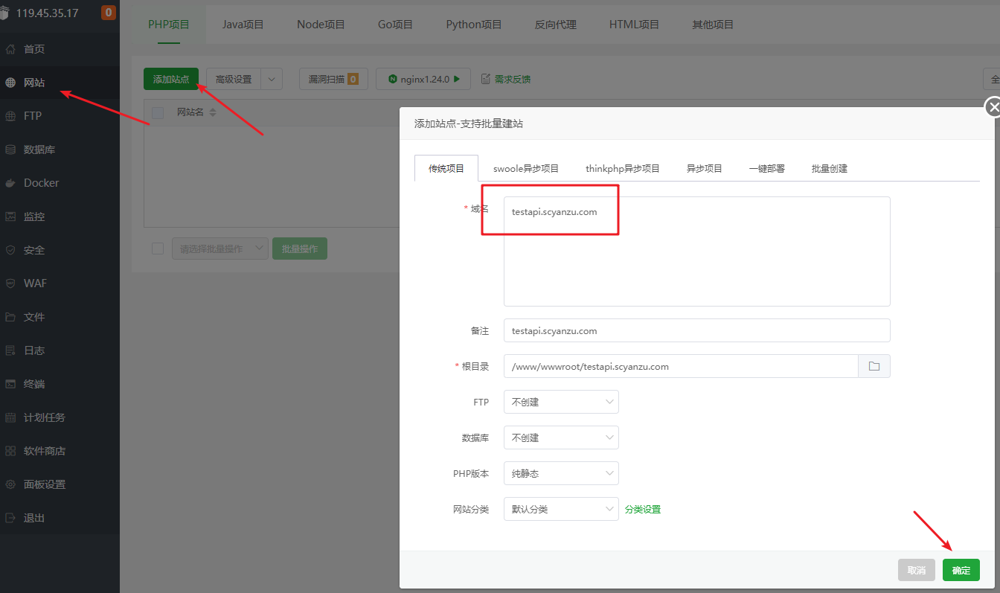 119.45.35.17
0
首页
网站
FTP
数据库
Docker
监控
安全
WAF
文件
日志
终端
计划任务
软件商店
面板设置
退出
PHP项目 Java项目 Node项目 Go项目 Python项目 反向代理 HTML项目 其他项目
添加站点 高级设置 漏洞扫描 0 nginx1.24.0 需求反馈 全
网站名
请选择批量操作 批量操作
添加站点-支持批量建站
传统项目 swoole异步项目 thinkphp异步项目 异步项目 一键部署 批量创建
* 域名 testapi.scyanzu.com
备注 testapi.scyanzu.com
* 根目录 /www/wwwroot/testapi.scyanzu.com
FTP 不创建
数据库 不创建
PHP版本 纯静态
网站分类 默认分类 分类设置
取消 确定